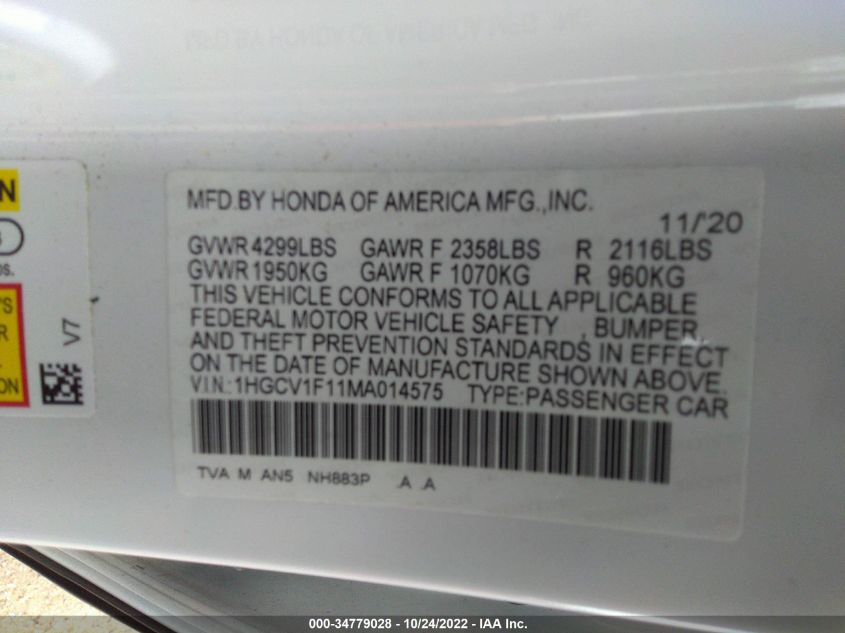 MFD.BY HONDA OF AMERICA MFG.,INC.
11/'20
GVWR 4299LBS GAWR F 2358LBS R 2116LBS
GVWR 1950KG GAWR F 1070KG R 960KG
THIS VEHICLE CONFORMS TO ALL APPLICABLE
FEDERAL MOTOR VEHICLE SAFETY , BUMPER,
AND THEFT PREVENTION STANDARDS IN EFFECT
ON THE DATE OF MANUFACTURE SHOWN ABOVE.
VIN:1HGCV1F11MA014575 TYPE:PASSENGER CAR
TVA M AN5 NH883P A A
V7
000-34779028 - 10/24/2022 - IAA Inc.